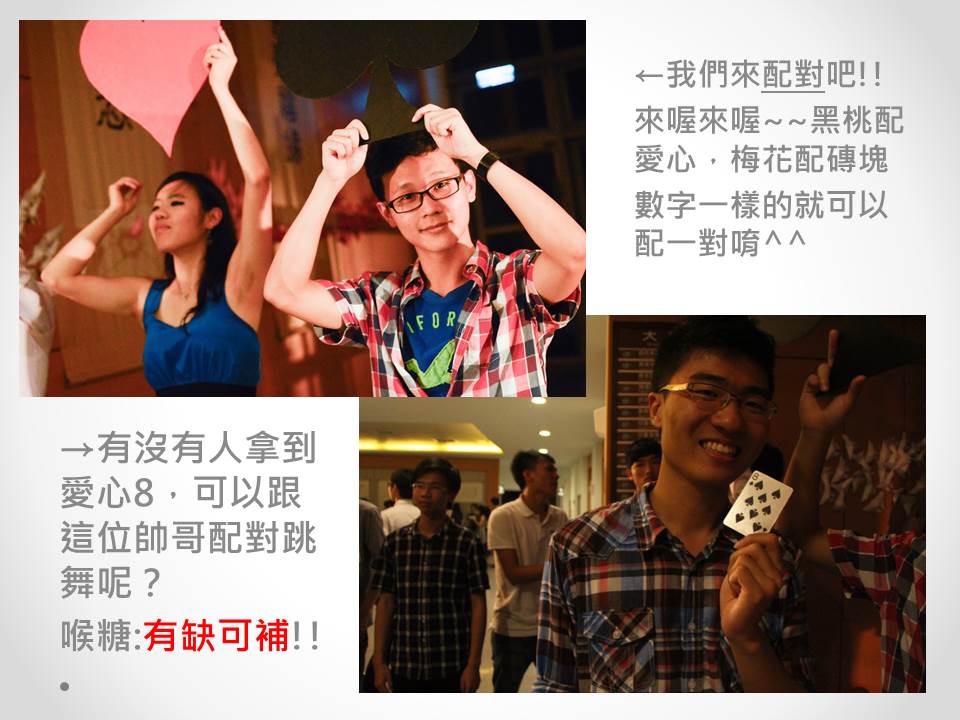 ←我們來配對吧!!
來喔來喔~~黑桃配
愛心，梅花配磚塊
數字一樣的就可以
配一對唷^^
→有沒有人拿到
愛心8，可以跟
這位帥哥配對跳
舞呢？
喉糖:有缺可補!!
IFOR
大
8